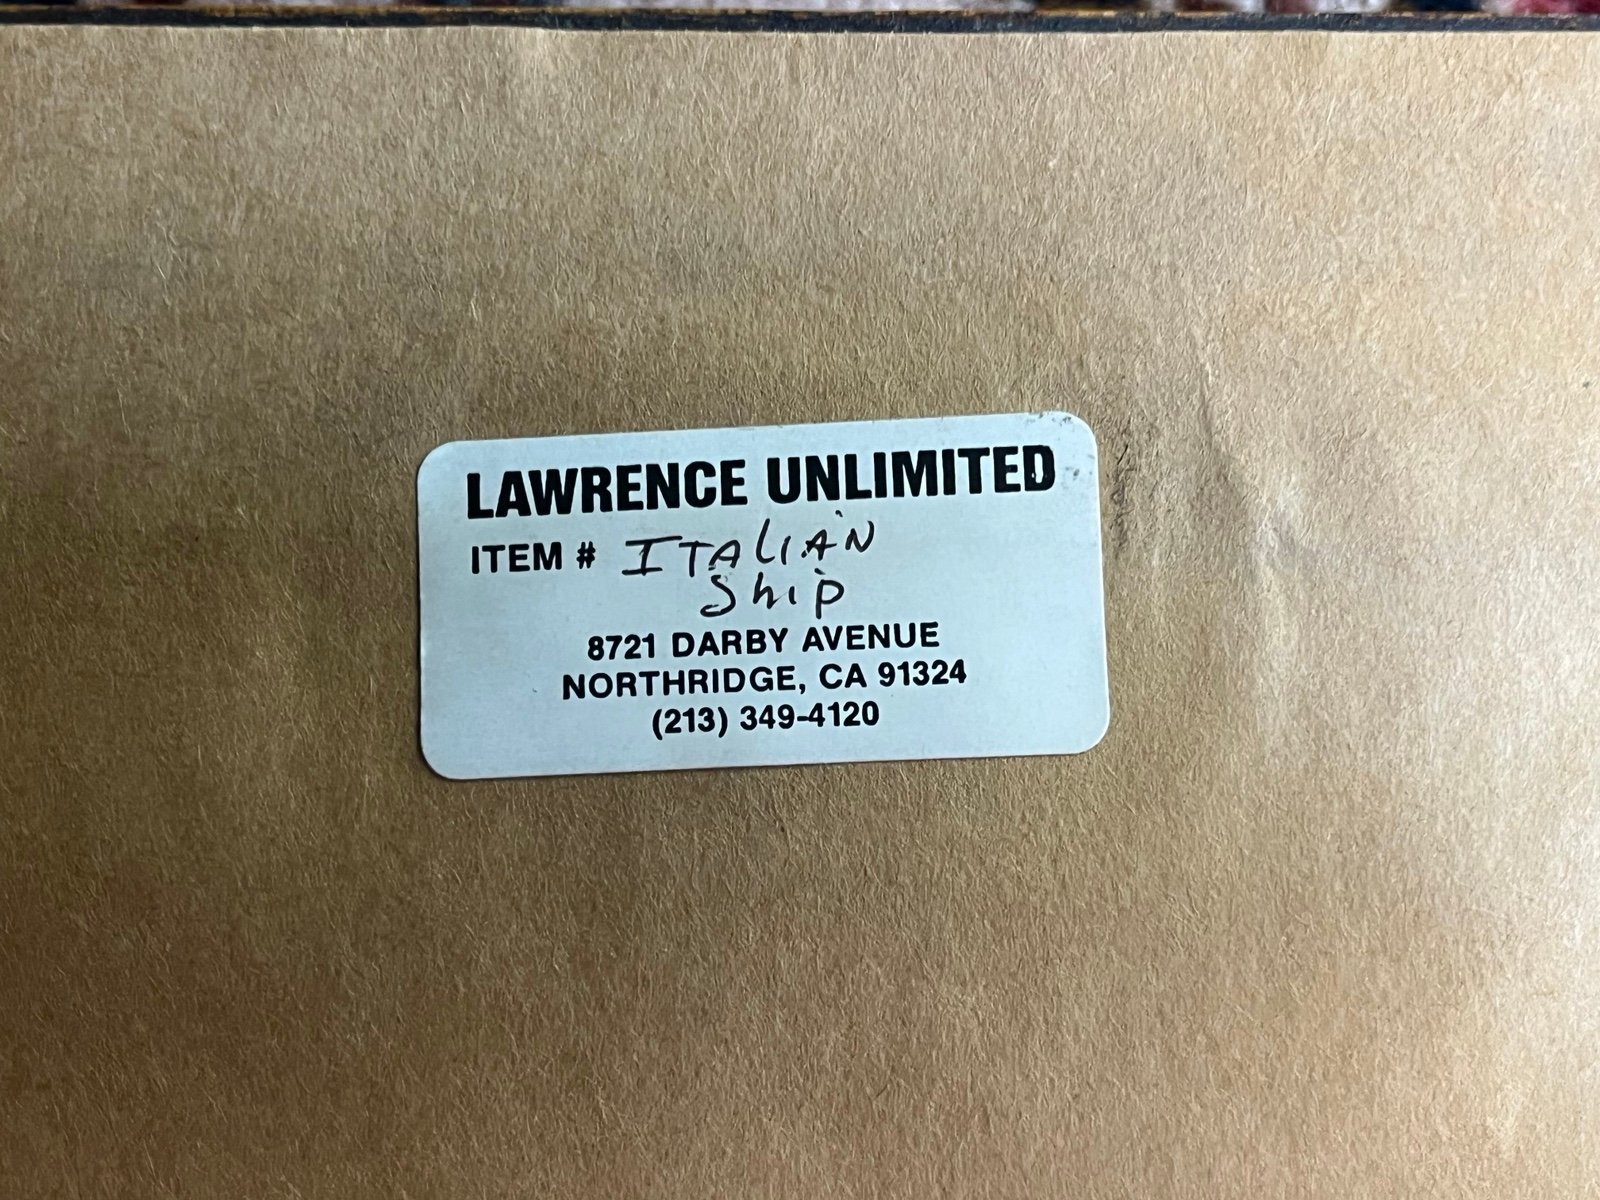 LAWRENCE UNLIMITED
ITEM # ITALIAN
Ship
8721 DARBY AVENUE
NORTHRIDGE, CA 91324
(213) 349-4120